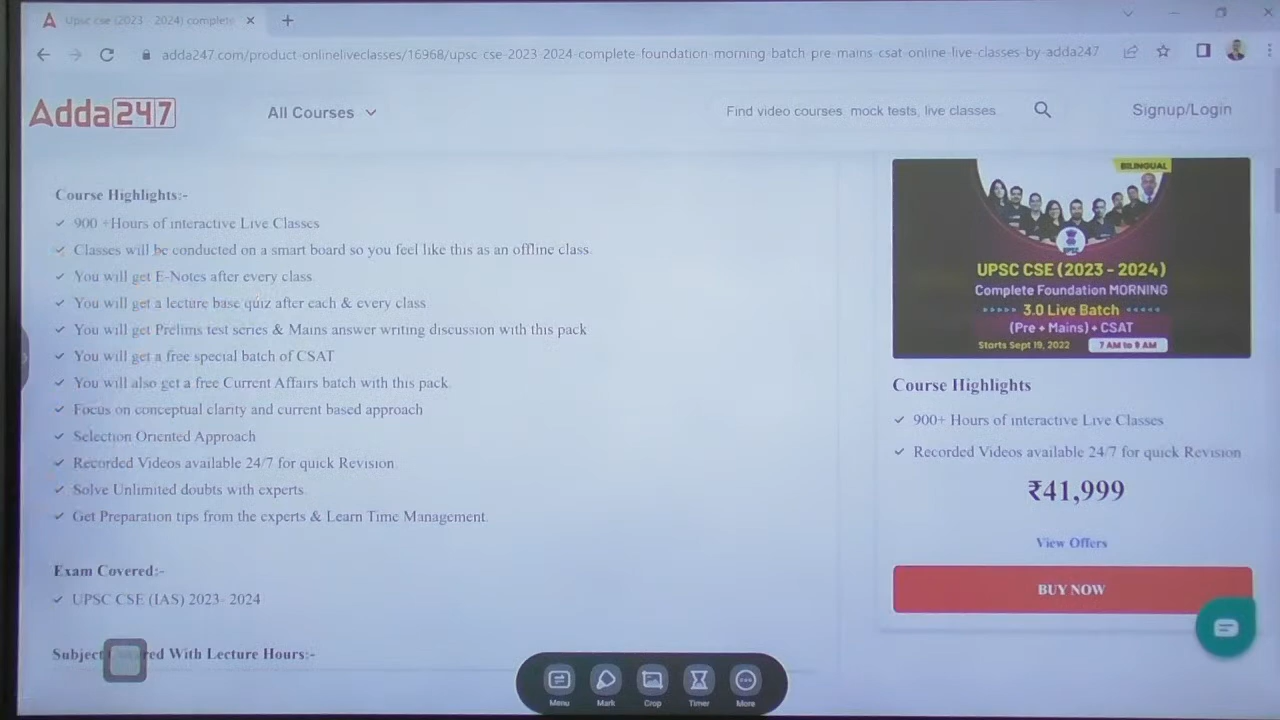 Upsc cse (2023 - 2024) complete
adda247.com/product-onlineliveclasses/16968/upsc-cse-2023-2024-complete-foundation-morning-batch-pre-mains-csat-online-live-classes-by-adda247
Adda247
All Courses
Find video courses mock tests, live classes
Signup/Login
Course Highlights:-
900 +Hours of interactive Live Classes
Classes will be conducted on a smart board so you feel like this as an offline class.
You will get E-Notes after every class
You will get a lecture base quiz after each & every class
You will get Prelims test series & Mains answer writing discussion with this pack
You will get a free special batch of CSAT
You will also get a free Current Affairs batch with this pack.
Focus on conceptual clarity and current based approach
Selection Oriented Approach
Recorded Videos available 24/7 for quick Revision.
Solve Unlimited doubts with experts.
Get Preparation tips from the experts & Learn Time Management.
Exam Covered:-
UPSC CSE (IAS) 2023- 2024
Subject red With Lecture Hours:-
BILINGUAL
UPSC
UPSC CSE (2023 - 2024)
Complete Foundation MORNING
>>>>> 3.0 Live Batch <<<<<
(Pre + Mains) + CSAT
Starts Sept 19, 2022 7 AM to 9 AM
Course Highlights
900+ Hours of interactive Live Classes
Recorded Videos available 24/7 for quick Revision
₹41,999
View Offers
BUY NOW
Menu Mark Crop Timer More